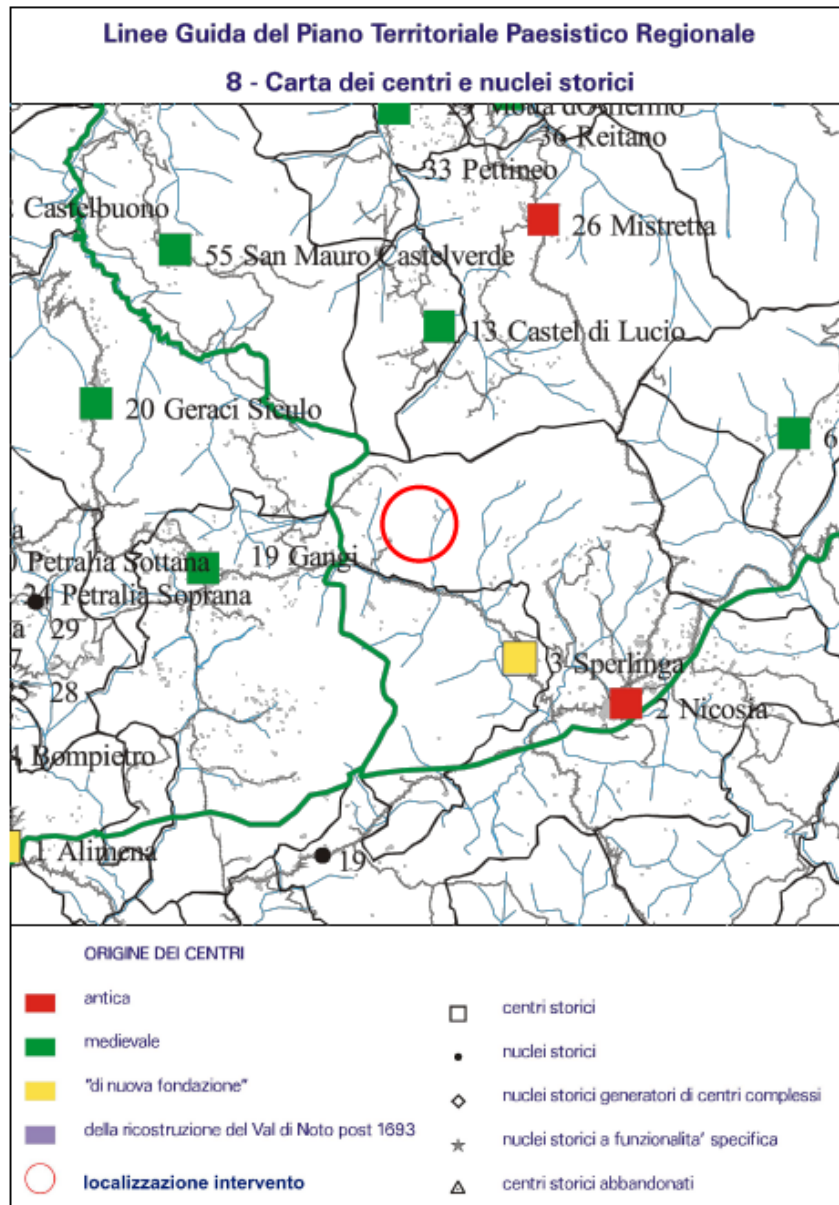 Linee Guida del Piano Territoriale Paesistico Regionale
8 - Carta dei centri e nuclei storici
Motta d'Affermo
36 Reitano
33 Pettineo
Castelbuono
26 Mistretta
55 San Mauro Castelverde
13 Castel di Lucio
20 Geraci Siculo
6
19 Gangi
Petralia Sottana
Petralia Soprana
29
28
3 Sperlinga
2 Nicosia
Bompietro
1 Alimena
19
ORIGINE DEI CENTRI
antica
medievale
"di nuova fondazione"
della ricostruzione del Val di Noto post 1693
localizzazione intervento
centri storici
nuclei storici
nuclei storici generatori di centri complessi
nuclei storici a funzionalita' specifica
centri storici abbandonati